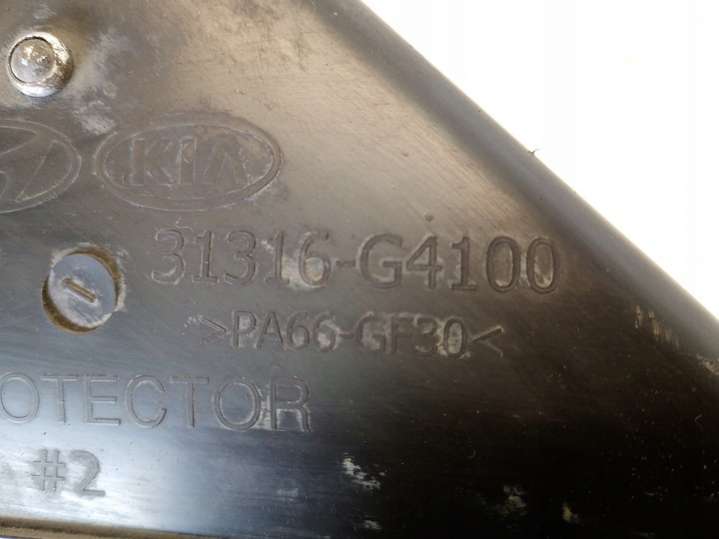 KIA
31316-G4100
>PA66-GF30<
OTECTOR
#2